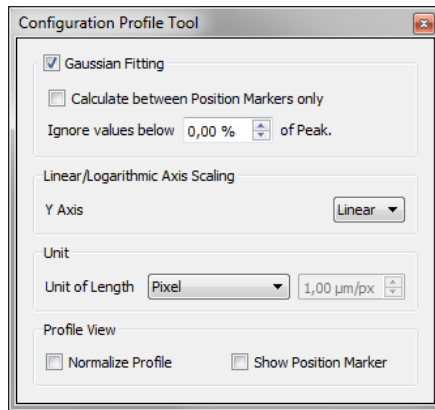 Configuration Profile Tool
Gaussian Fitting
Calculate between Position Markers only
Ignore values below 0,00 % of Peak.
Linear/Logarithmic Axis Scaling
Y Axis Linear
Unit
Unit of Length Pixel 1,00 µm/px
Profile View
Normalize Profile Show Position Marker